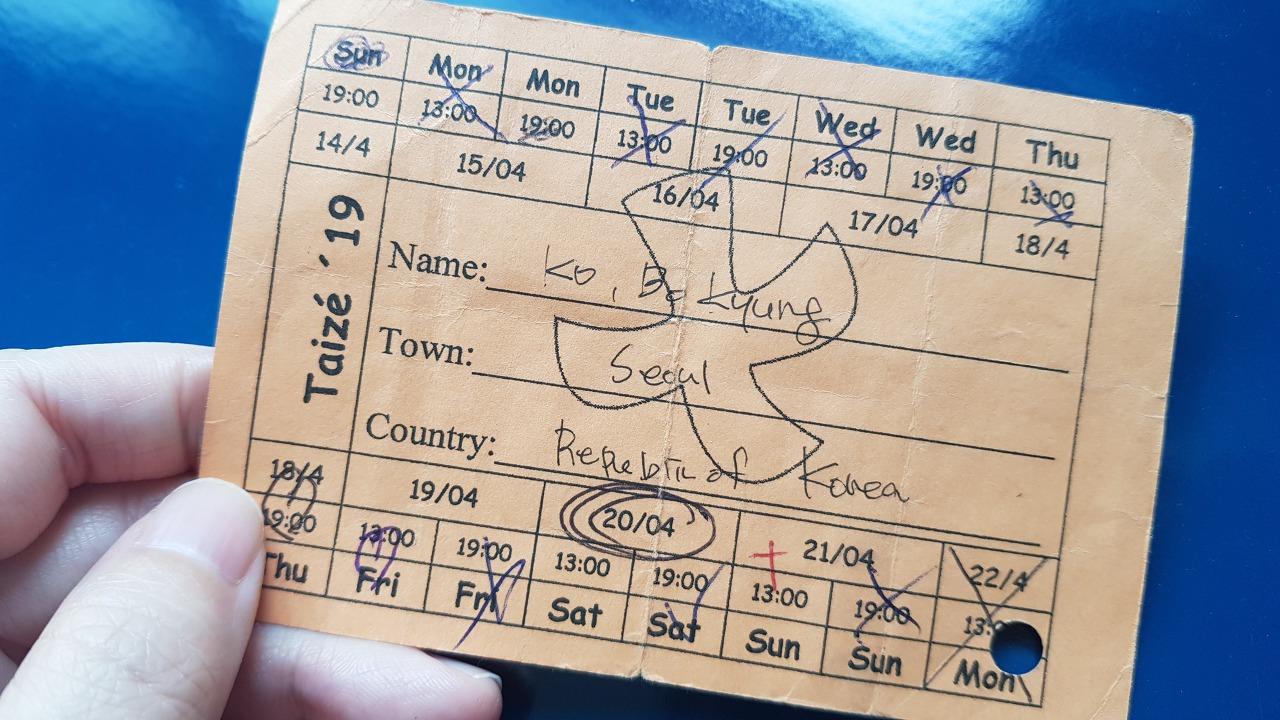 Sun Mon Mon Tue Tue Wed Wed Thu
19:00 13:00 19:00 13:00 19:00 13:00 19:00 13:00
14/4 15/04 16/04 17/04 18/4
Taizé ´19
Name: Ko, Bo Kyung
Town: Seoul
Country: Republic of Korea
18/4 19/04 20/04 21/04 22/4
19:00 13:00 19:00 13:00 19:00 13:00 19:00 13:
Thu Fri Fri Sat Sat Sun Sun Mon